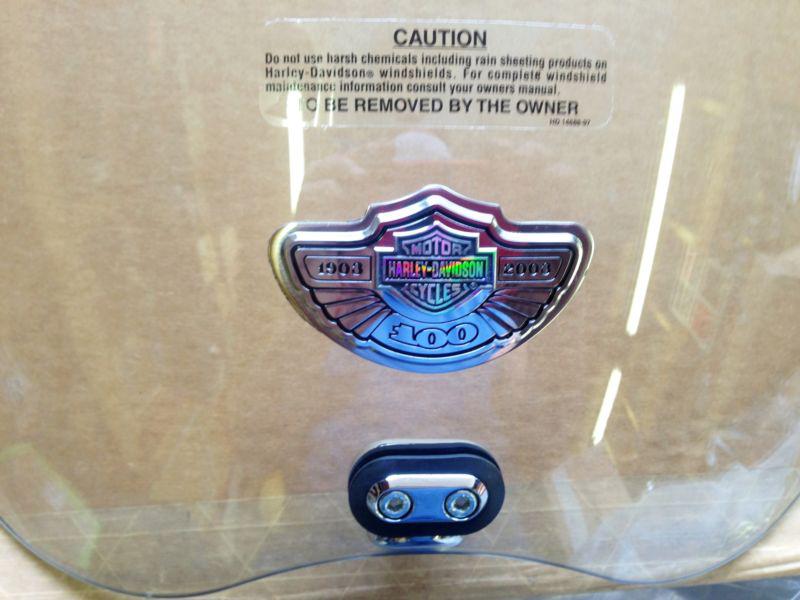 CAUTION
Do not use harsh chemicals including rain sheeting products on
Harley-Davidson® windshields. For complete windshield
maintenance information consult your owners manual.
TO BE REMOVED BY THE OWNER
MOTOR
1903 HARLEY-DAVIDSON 2003
CYCLES
100